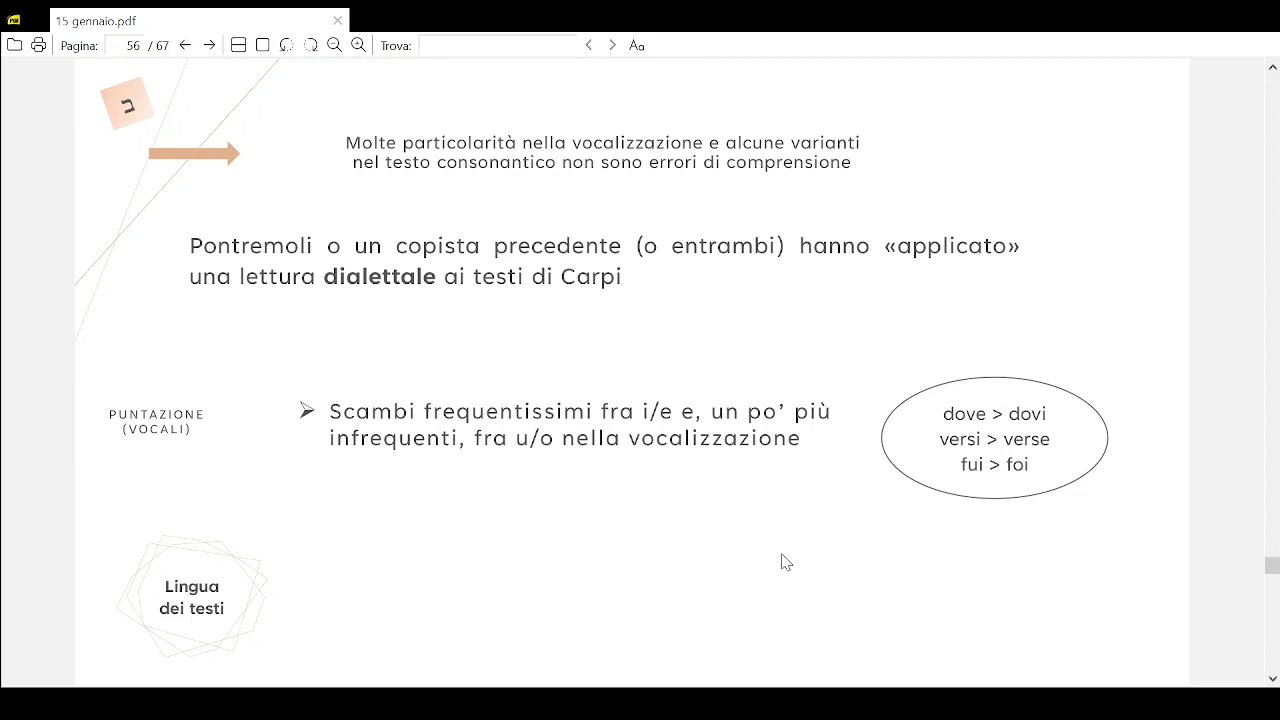 15 gennaio.pdf
Pagina: 56 / 67 Trova: Aa
ב
Molte particolarità nella vocalizzazione e alcune varianti
nel testo consonantico non sono errori di comprensione
Pontremoli o un copista precedente (o entrambi) hanno «applicato»
una lettura dialettale ai testi di Carpi
PUNTAZIONE
(VOCALI)
Scambi frequentissimi fra i/e e, un po’ più
infrequenti, fra u/o nella vocalizzazione
dove > dovi
versi > verse
fui > foi
Lingua
dei testi